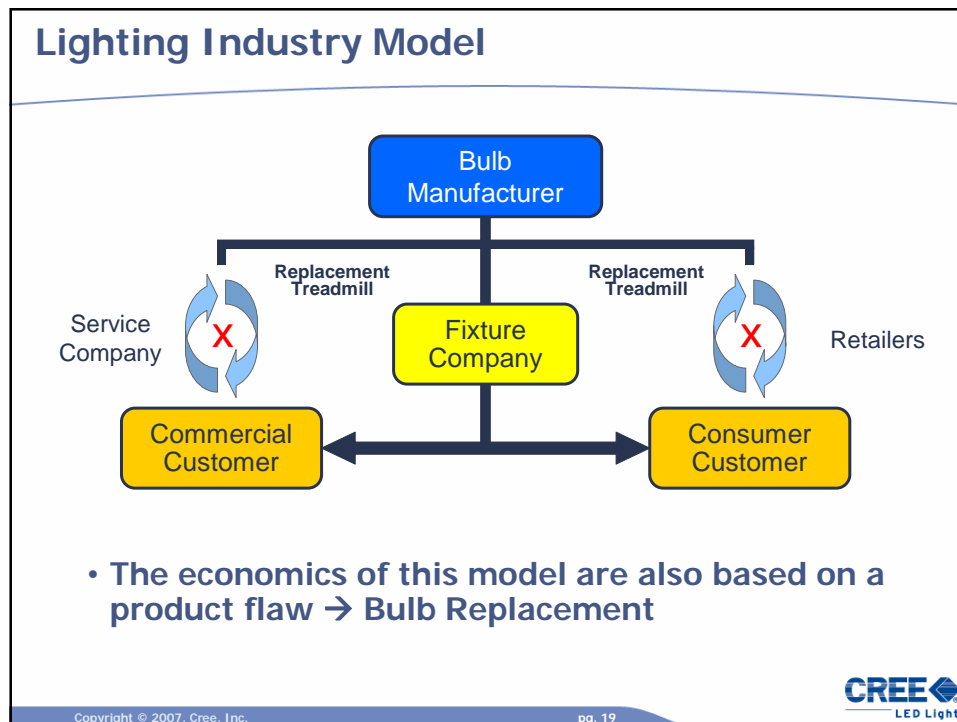 Lighting Industry Model
Bulb
Manufacturer
Replacement
Treadmill
Replacement
Treadmill
Service
Company
X
Fixture
Company
X
Retailers
Commercial
Customer
Consumer
Customer
• The economics of this model are also based on a
product flaw → Bulb Replacement
CREE
LED Light
Copyright © 2007, Cree, Inc.
pg. 19